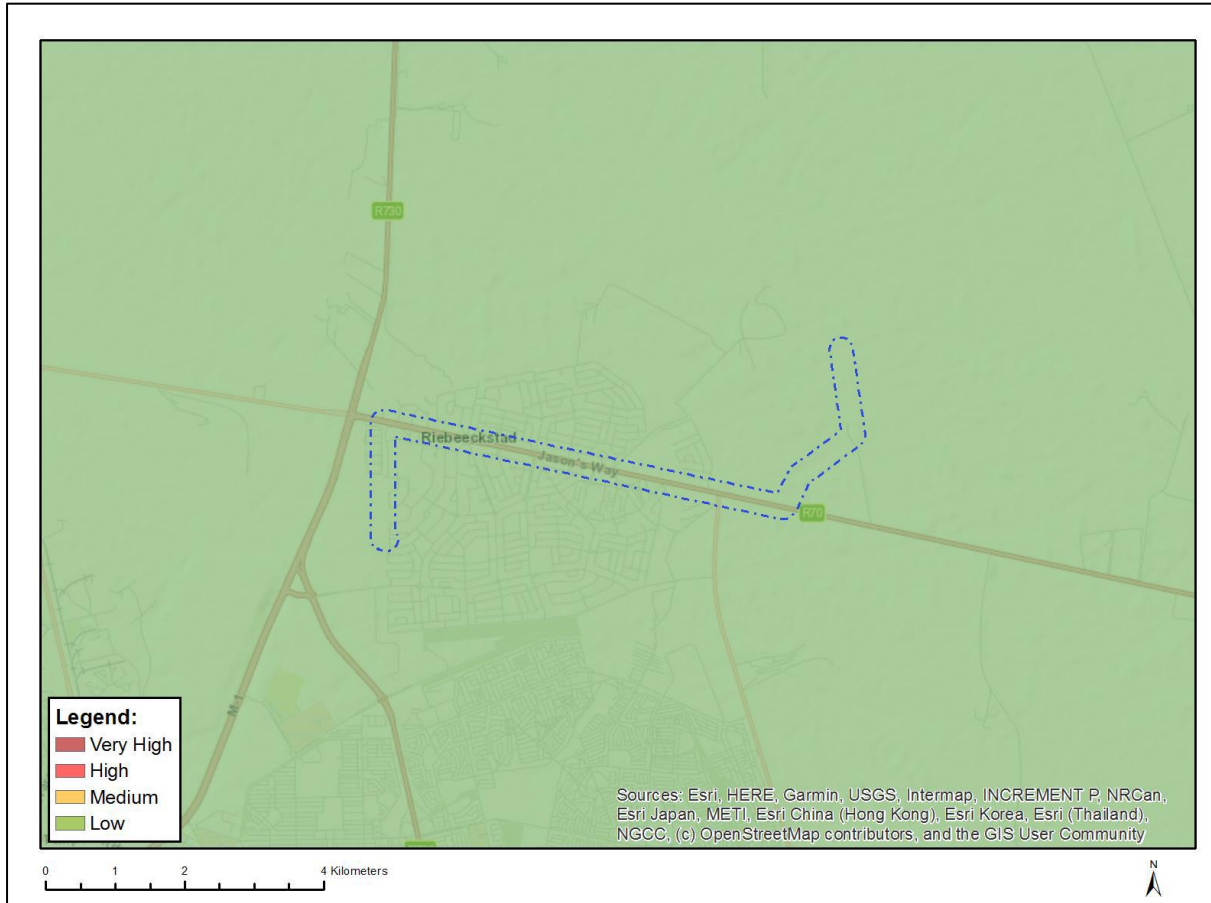 R730
Riebeeckstad
Jason's Way
R70
M-1
Legend:
Very High
High
Medium
Low
Sources: Esri, HERE, Garmin, USGS, Intermap, INCREMENT P, NRCan,
Esri Japan, METI, Esri China (Hong Kong), Esri Korea, Esri (Thailand),
NGCC, (c) OpenStreetMap contributors, and the GIS User Community
0 1 2 4 Kilometers
N